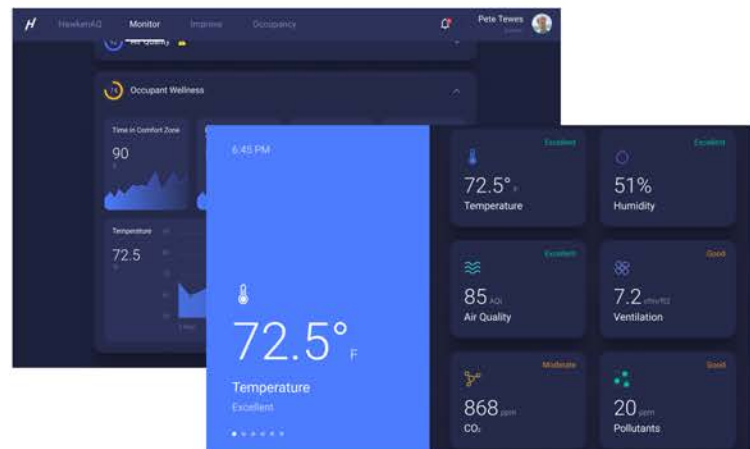 HawkenAQ Monitor Improve Occupancy Pete Tewes
Air Quality
Occupant Wellness
Time in Comfort Zone
90
Temperature
72.5
6:45 PM
72.5° F
Temperature
Excellent
Excellent
72.5° F
Temperature
Excellent
51%
Humidity
Excellent
85 AQI
Air Quality
Good
7.2
Ventilation
Moderate
868 ppm
CO₂
Good
20 ppm
Pollutants